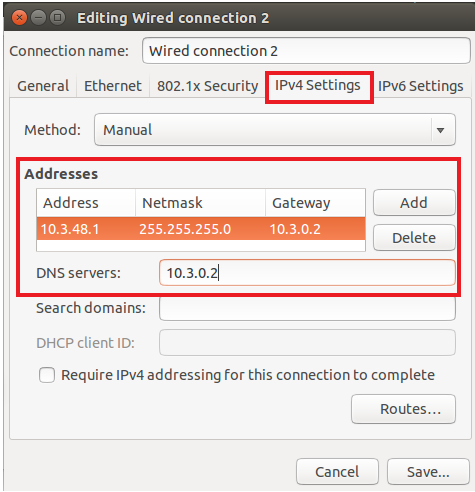 Editing Wired connection 2
Connection name: Wired connection 2
General Ethernet 802.1x Security IPv4 Settings IPv6 Settings
Method: Manual
Addresses
Address Netmask Gateway Add
10.3.48.1 255.255.255.0 10.3.0.2 Delete
DNS servers: 10.3.0.2
Search domains:
DHCP client ID:
Require IPv4 addressing for this connection to complete
Routes...
Cancel Save...